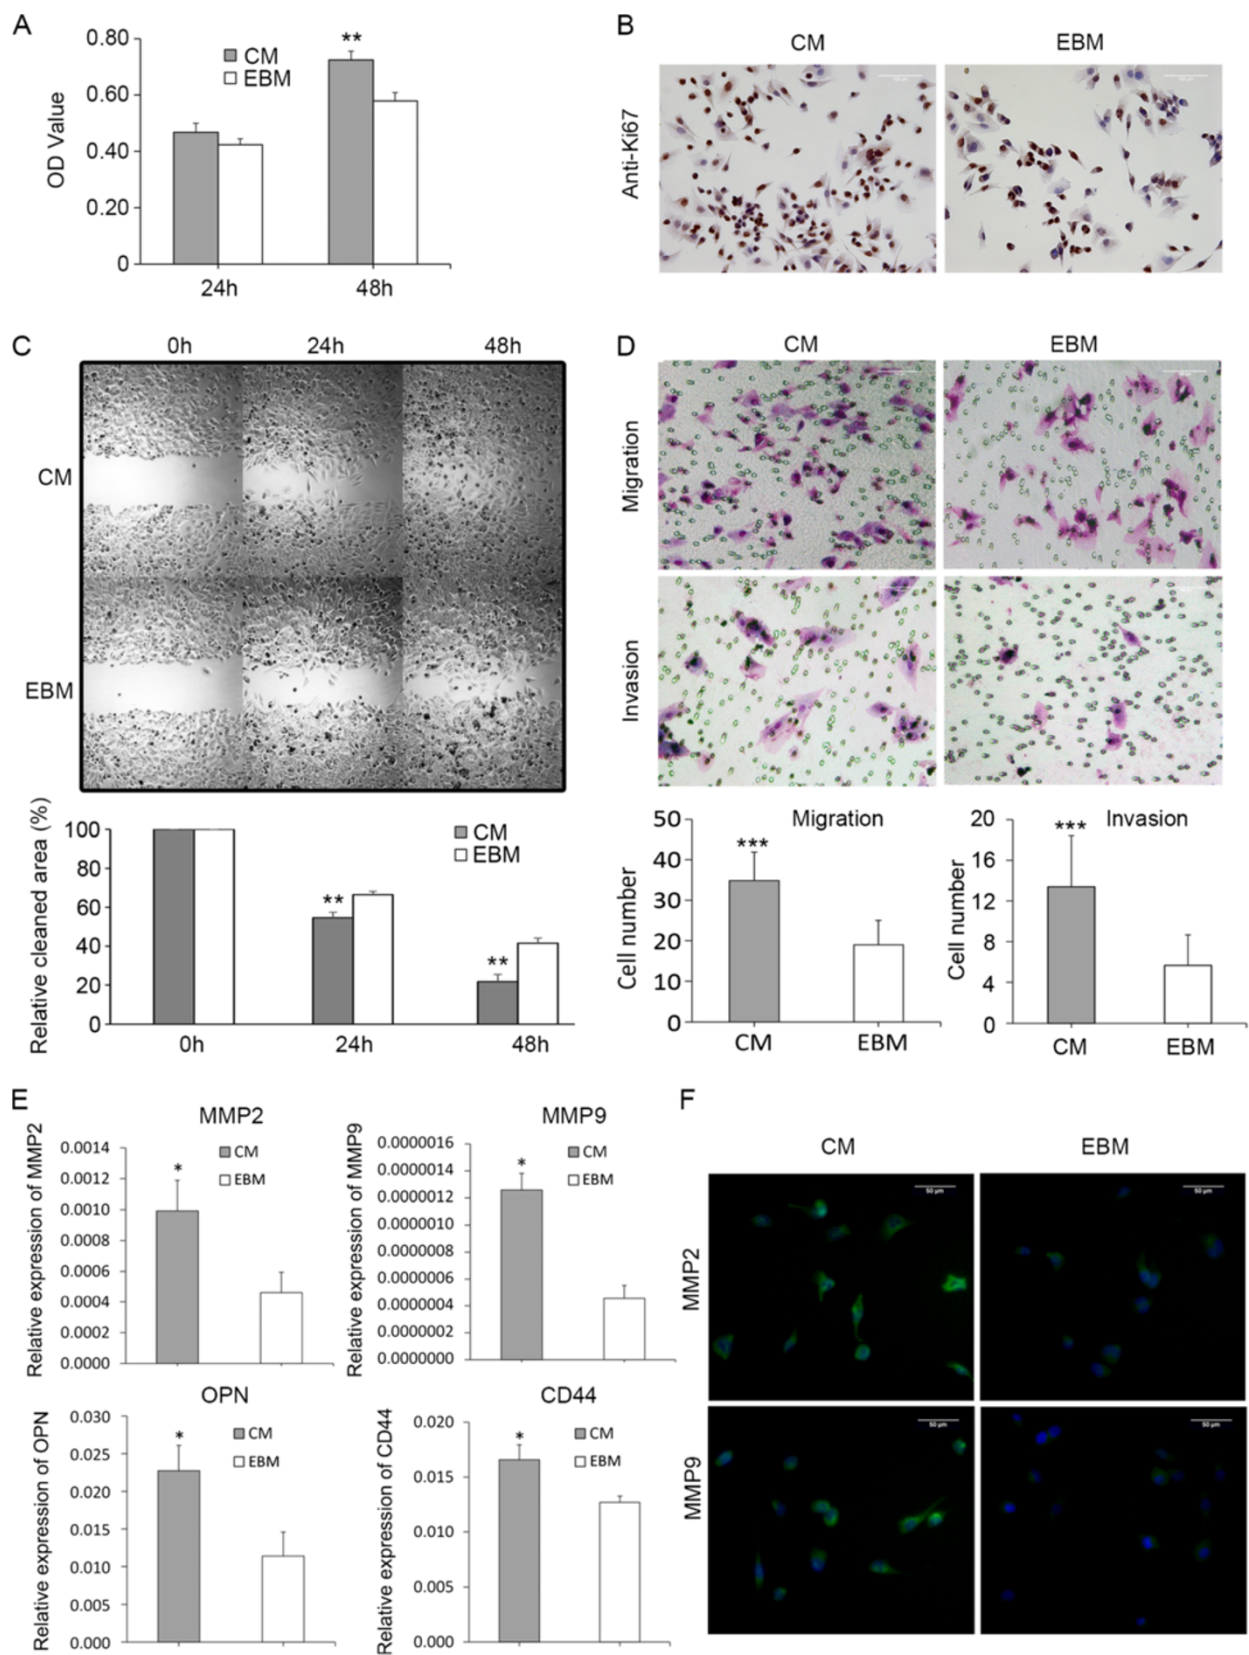 A
0.80
0.60
0.40
0.20
0
OD Value
**
CM
EBM
24h
48h
B
CM
EBM
Anti-Ki67
C
0h
24h
48h
CM
EBM
Relative cleaned area (%)
100
80
60
40
20
0
**
**
CM
EBM
0h
24h
48h
D
CM
EBM
Migration
Invasion
Migration
Cell number
50
40
30
20
10
0
***
CM
EBM
Invasion
Cell number
20
16
12
8
4
0
***
CM
EBM
E
MMP2
Relative expression of MMP2
0.0014
0.0012
0.0010
0.0008
0.0006
0.0004
0.0002
0.0000
*
CM
EBM
MMP9
Relative expression of MMP9
0.0000016
0.0000014
0.0000012
0.0000010
0.0000008
0.0000006
0.0000004
0.0000002
0.0000000
*
CM
EBM
OPN
Relative expression of OPN
0.030
0.025
0.020
0.015
0.010
0.005
0.000
*
CM
EBM
CD44
Relative expression of CD44
0.020
0.015
0.010
0.005
0.000
*
CM
EBM
F
CM
EBM
MMP2
MMP9
50 µm
50 µm
50 µm
50 µm